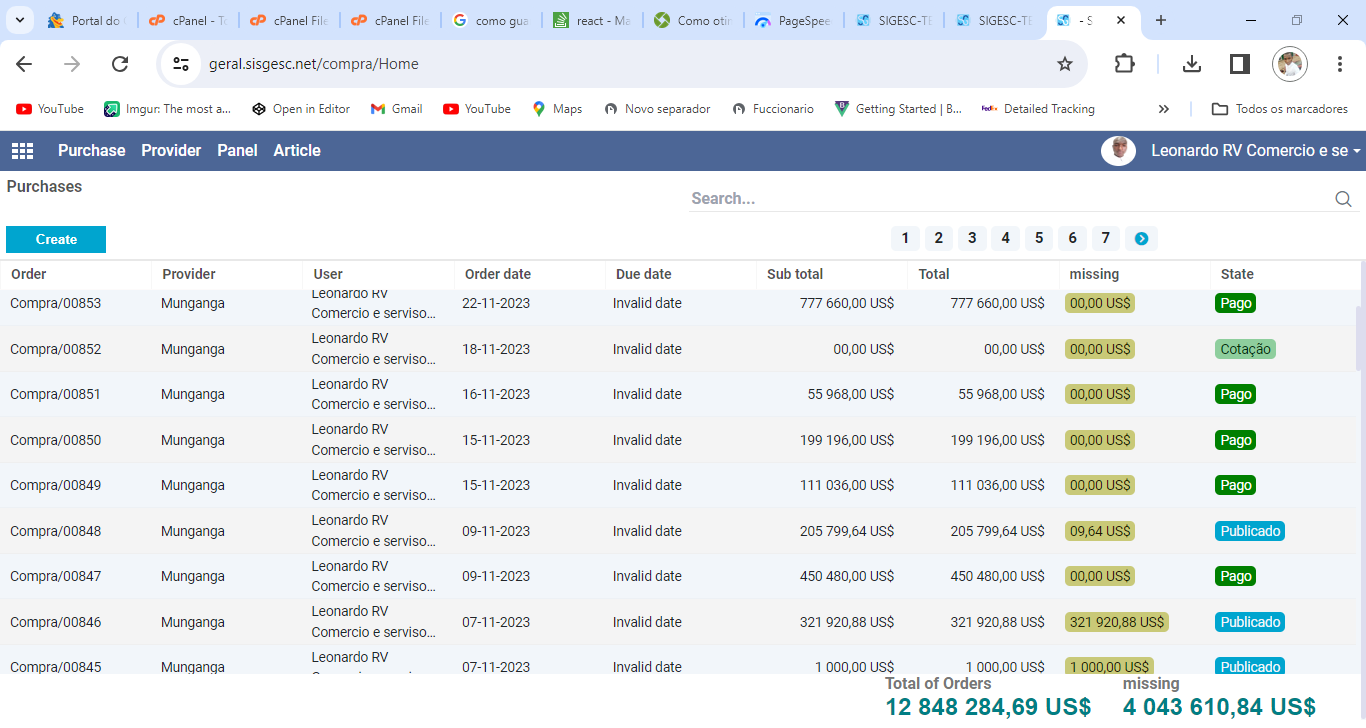 Portal do
cPanel - To
cPanel File
cPanel File
como gua
react - Ma
Como otin
PageSpee
SIGESC-TE
SIGESC-TE
- S
geral.sisgesc.net/compra/Home
YouTube
Imgur: The most a...
Open in Editor
Gmail
YouTube
Maps
Novo separador
Fuccionario
Getting Started | B...
Detailed Tracking
Todos os marcadores
Purchase Provider Panel Article
Leonardo RV Comercio e se
Purchases
Search...
Create
1 2 3 4 5 6 7
Order Provider User Order date Due date Sub total Total missing State
Compra/00853 Munganga Leonardo RV 22-11-2023 Invalid date 777 660,00 US$ 777 660,00 US$ 00,00 US$ Pago
Comercio e serviso...
Compra/00852 Munganga Leonardo RV 18-11-2023 Invalid date 00,00 US$ 00,00 US$ 00,00 US$ Cotação
Comercio e serviso...
Compra/00851 Munganga Leonardo RV 16-11-2023 Invalid date 55 968,00 US$ 55 968,00 US$ 00,00 US$ Pago
Comercio e serviso...
Compra/00850 Munganga Leonardo RV 15-11-2023 Invalid date 199 196,00 US$ 199 196,00 US$ 00,00 US$ Pago
Comercio e serviso...
Compra/00849 Munganga Leonardo RV 15-11-2023 Invalid date 111 036,00 US$ 111 036,00 US$ 00,00 US$ Pago
Comercio e serviso...
Compra/00848 Munganga Leonardo RV 09-11-2023 Invalid date 205 799,64 US$ 205 799,64 US$ 09,64 US$ Publicado
Comercio e serviso...
Compra/00847 Munganga Leonardo RV 09-11-2023 Invalid date 450 480,00 US$ 450 480,00 US$ 00,00 US$ Pago
Comercio e serviso...
Compra/00846 Munganga Leonardo RV 07-11-2023 Invalid date 321 920,88 US$ 321 920,88 US$ 321 920,88 US$ Publicado
Comercio e serviso...
Compra/00845 Munganga Leonardo RV 07-11-2023 Invalid date 1 000,00 US$ 1 000,00 US$ 1 000,00 US$ Publicado
Total of Orders missing
12 848 284,69 US$ 4 043 610,84 US$